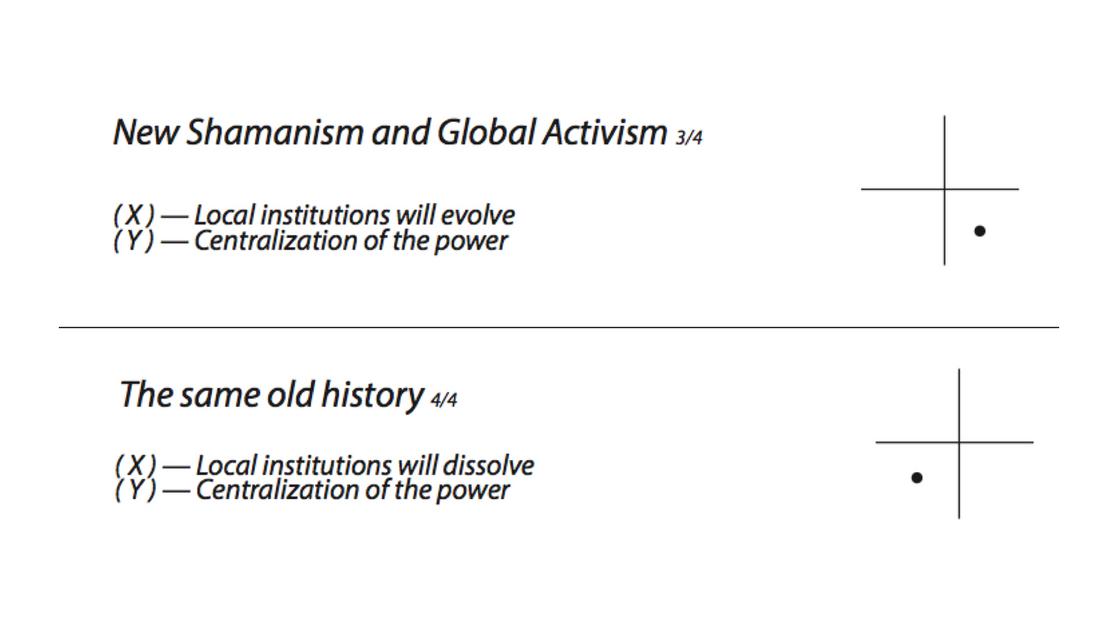 New Shamanism and Global Activism 3/4
(X) — Local institutions will evolve
(Y) — Centralization of the power
The same old history 4/4
(X) — Local institutions will dissolve
(Y) — Centralization of the power